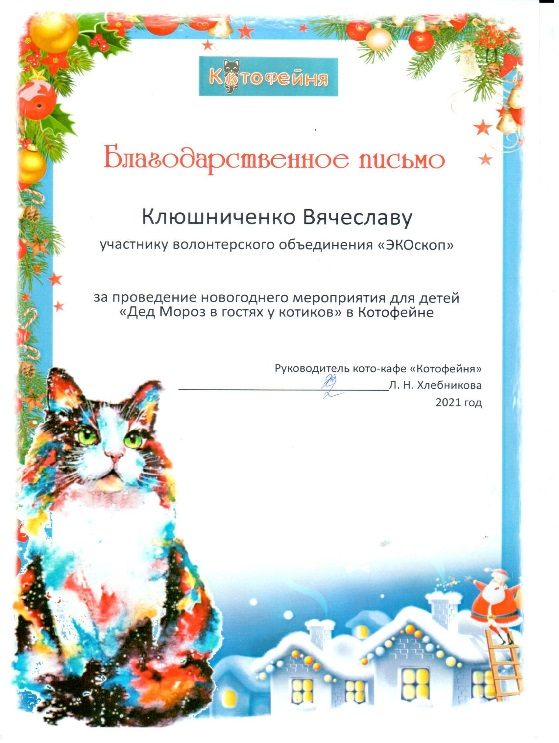 Котофейня
Благодарственное письмо
Клюшниченко Вячеславу
участнику волонтерского объединения «ЭКОскоп»
за проведение новогоднего мероприятия для детей
«Дед Мороз в гостях у котиков» в Котофейне
Руководитель кото-кафе «Котофейня»
Л. Н. Хлебникова
2021 год